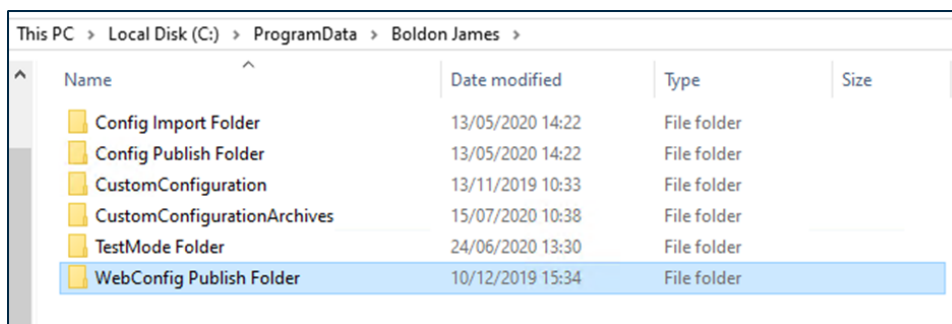 This PC > Local Disk (C:) > ProgramData > Boldon James >
Name Date modified Type Size
Config Import Folder 13/05/2020 14:22 File folder
Config Publish Folder 13/05/2020 14:22 File folder
CustomConfiguration 13/11/2019 10:33 File folder
CustomConfigurationArchives 15/07/2020 10:38 File folder
TestMode Folder 24/06/2020 13:30 File folder
WebConfig Publish Folder 10/12/2019 15:34 File folder